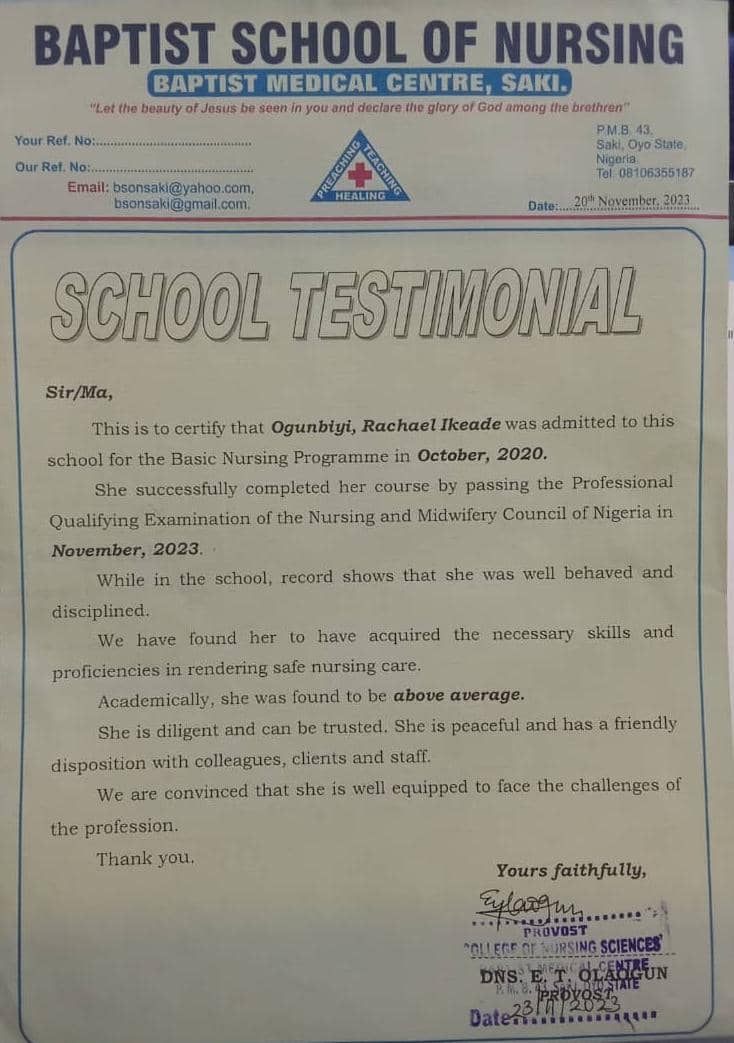 BAPTIST SCHOOL OF NURSING
BAPTIST MEDICAL CENTRE, SAKI.
"Let the beauty of Jesus be seen in you and declare the glory of God among the brethren"
Your Ref. No:
Our Ref. No:
Email: bsonsaki@yahoo.com,
bsonsaki@gmail.com.
PREACHING
TEACHING
HEALING
P.M.B. 43,
Saki, Oyo State,
Nigeria.
Tel: 08106355187
Date: 20th November, 2023
SCHOOL TESTIMONIAL
Sir/Ma,
This is to certify that Ogunbiyi, Rachael Ikeade was admitted to this
school for the Basic Nursing Programme in October, 2020.
She successfully completed her course by passing the Professional
Qualifying Examination of the Nursing and Midwifery Council of Nigeria in
November, 2023.
While in the school, record shows that she was well behaved and
disciplined.
We have found her to have acquired the necessary skills and
proficiencies in rendering safe nursing care.
Academically, she was found to be above average.
She is diligent and can be trusted. She is peaceful and has a friendly
disposition with colleagues, clients and staff.
We are convinced that she is well equipped to face the challenges of
the profession.
Thank you.
Yours faithfully,
PROVOST
COLLEGE OF NURSING SCIENCES
MEDICAL CENTRE
DNS. E. T. OLAOGUN
P.M.B. 43, SAKI, OYO STATE
PROVOST
Date 23/11/2023